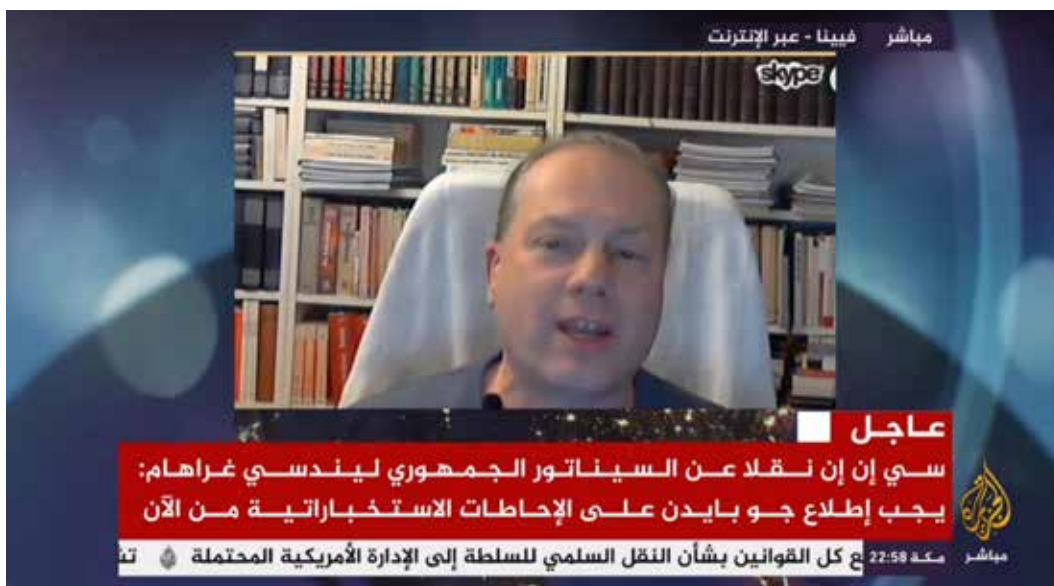 مباشر فيينا - عبر الإنترنت
skype
عاجل
سي إن إن نقلا عن السيناتور الجمهوري ليندسي غراهام:
يجب إطلاع جو بايدن على الإحاطات الاستخباراتية من الآن
الجزيرة
مباشر
مكة 22:58
ع كل القوانين بشأن النقل السلمي للسلطة إلى الإدارة الأمريكية المحتملة